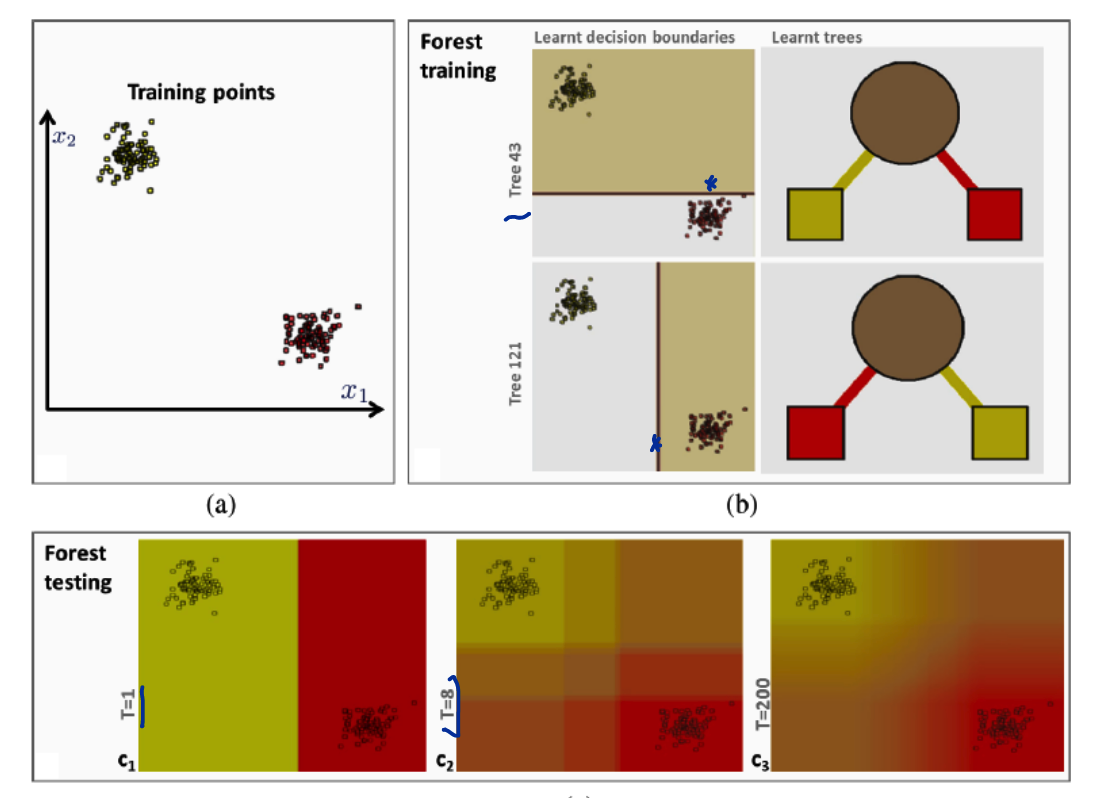 Training points
x2
x1
(a)
Forest
training
Learnt decision boundaries
Learnt trees
Tree 43
Tree 121
(b)
Forest
testing
T=1
c1
T=8
c2
T=200
c3